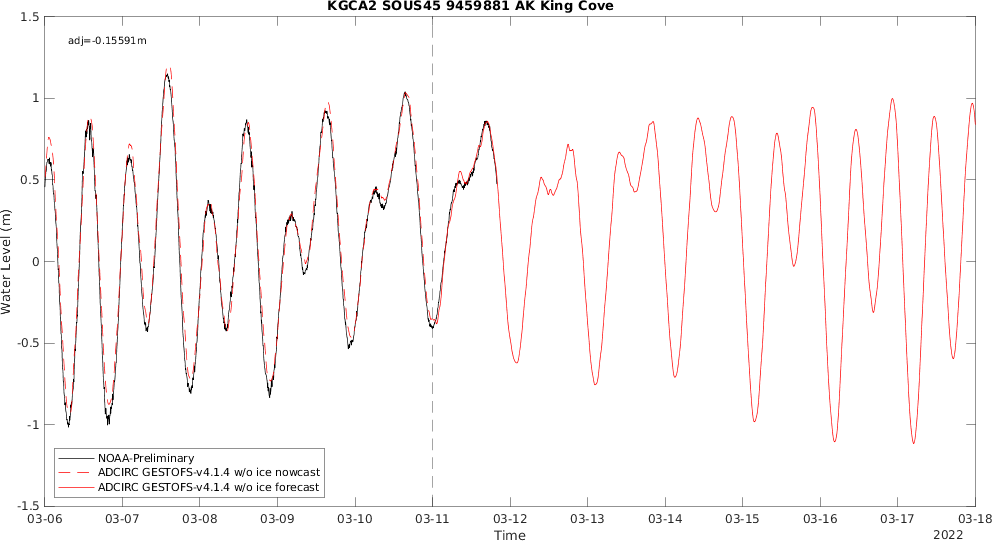 KGCA2 SOUS45 9459881 AK King Cove
adj=-0.15591m
1.5
1
0.5
0
-0.5
-1
-1.5
Water Level (m)
NOAA-Preliminary
ADCIRC GESTOFS-v4.1.4 w/o ice nowcast
ADCIRC GESTOFS-v4.1.4 w/o ice forecast
03-06 03-07 03-08 03-09 03-10 03-11 03-12 03-13 03-14 03-15 03-16 03-17 03-18
Time
2022